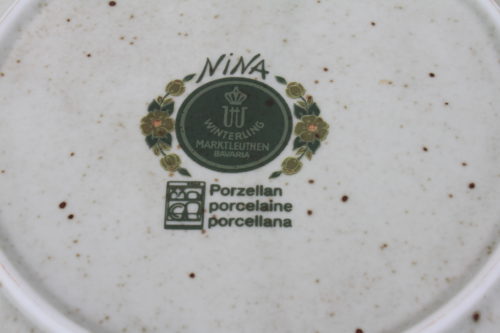 NiNA
W
WINTERLING
MARKTLEUTHEN
BAVARIA
Porzellan
porcelaine
porcellana